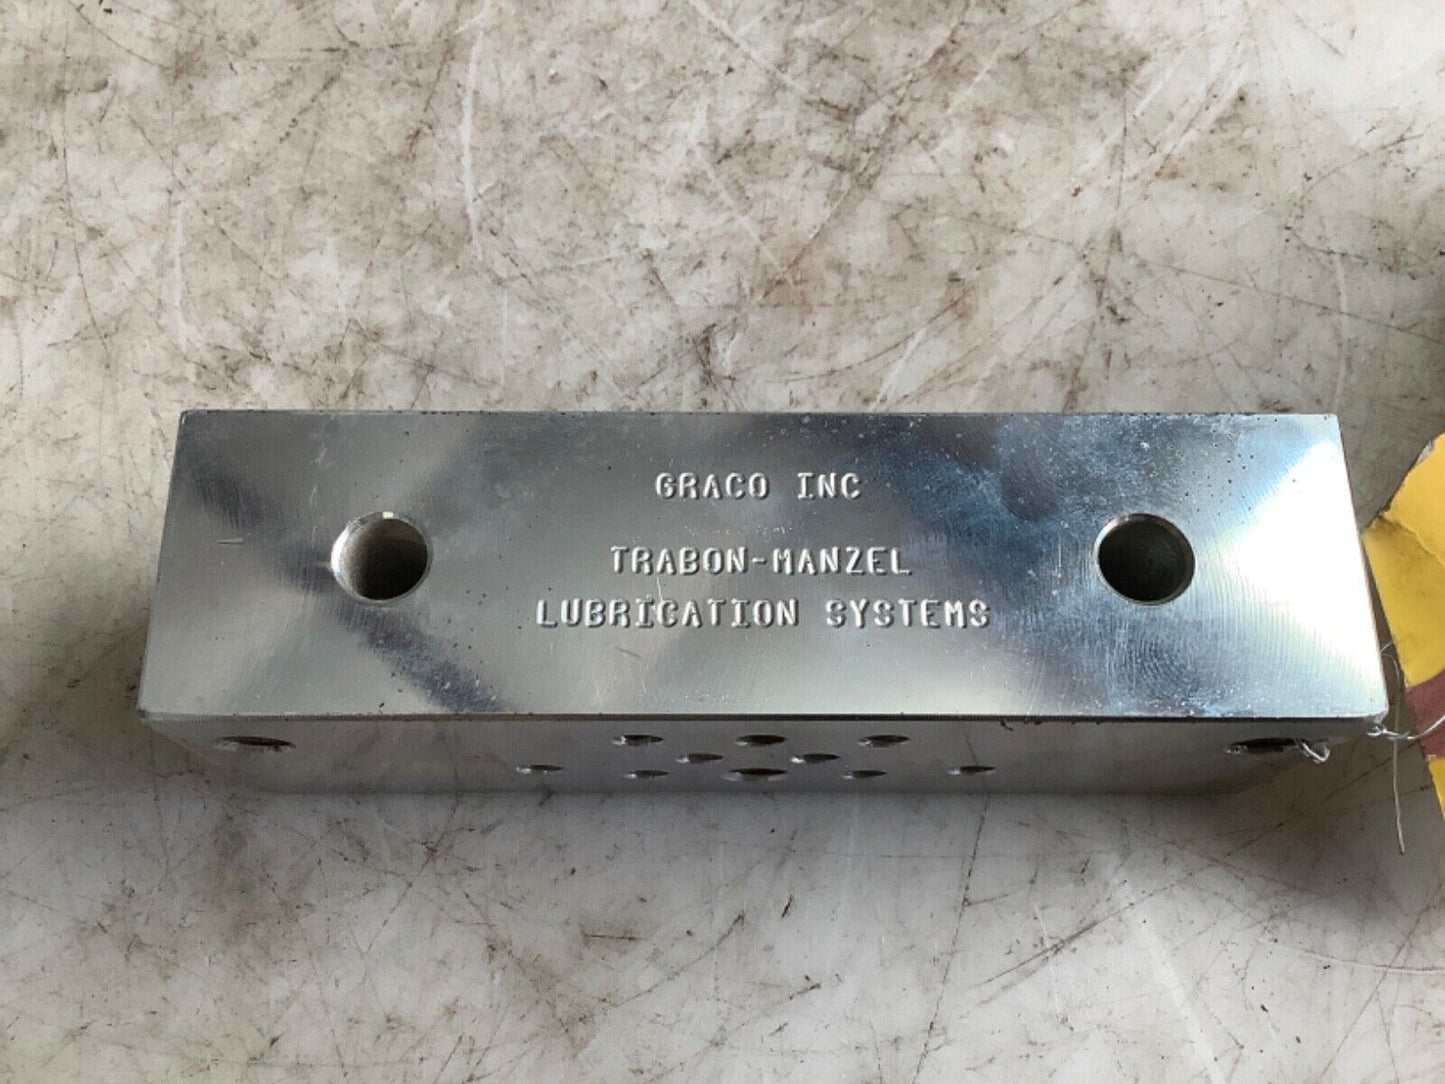 GRACO INC
TRABON-MANZEL
LUBRICATION SYSTEMS